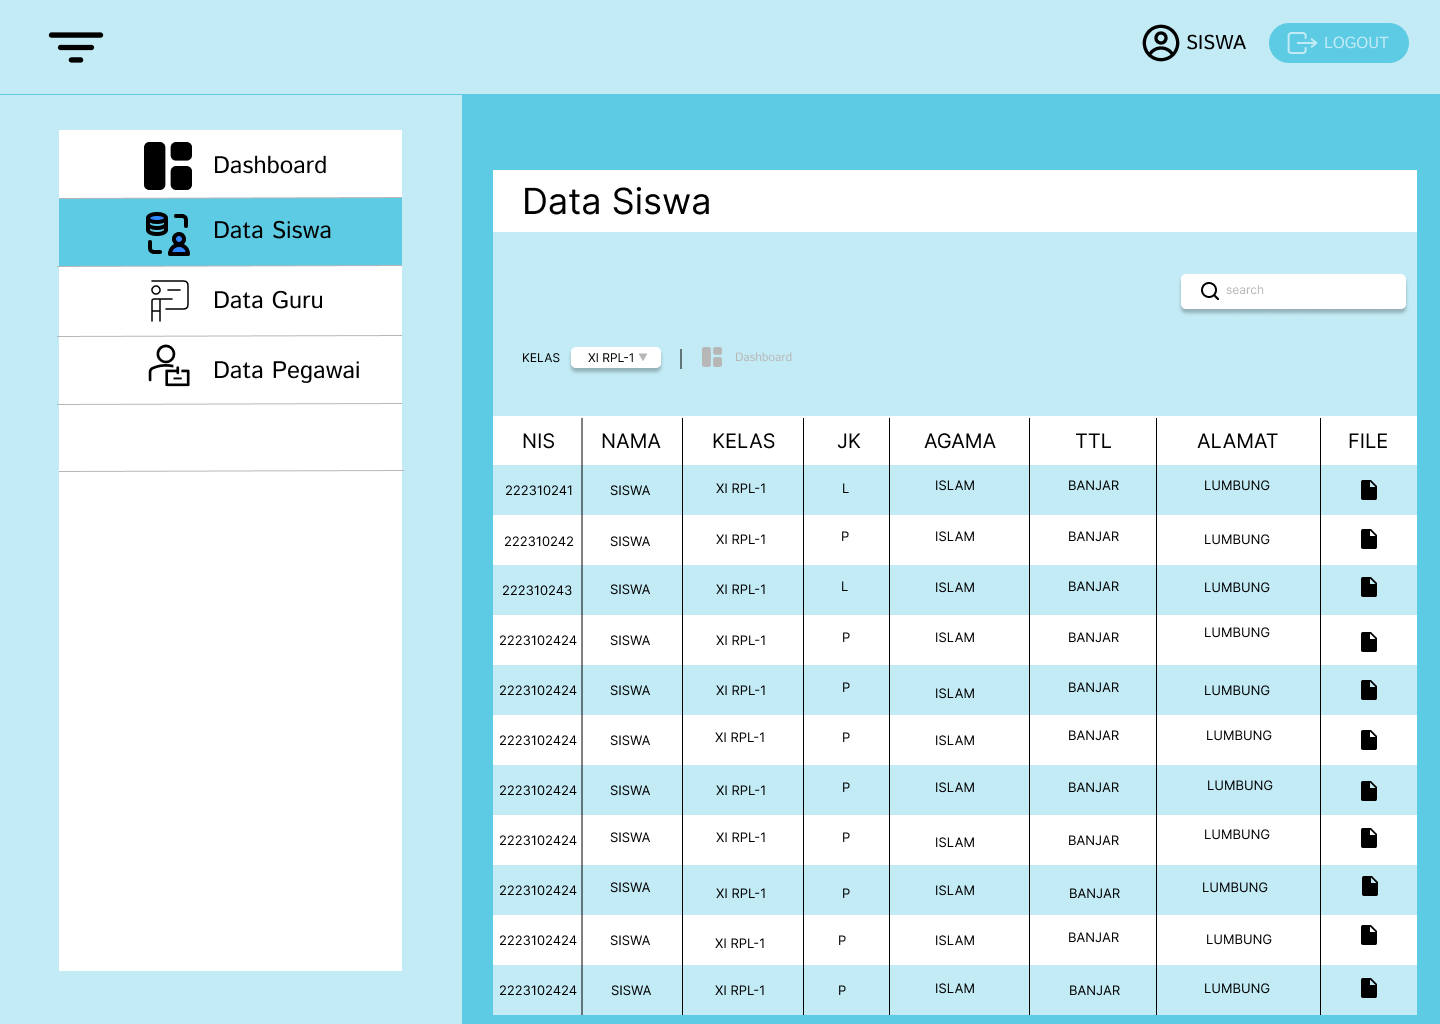 SISWA LOGOUT
Dashboard
Data Siswa
Data Guru
Data Pegawai
Data Siswa
search
KELAS XI RPL-1 Dashboard
NIS NAMA KELAS JK AGAMA TTL ALAMAT FILE
222310241 SISWA XI RPL-1 L ISLAM BANJAR LUMBUNG
222310242 SISWA XI RPL-1 P ISLAM BANJAR LUMBUNG
222310243 SISWA XI RPL-1 L ISLAM BANJAR LUMBUNG
2223102424 SISWA XI RPL-1 P ISLAM BANJAR LUMBUNG
2223102424 SISWA XI RPL-1 P ISLAM BANJAR LUMBUNG
2223102424 SISWA XI RPL-1 P ISLAM BANJAR LUMBUNG
2223102424 SISWA XI RPL-1 P ISLAM BANJAR LUMBUNG
2223102424 SISWA XI RPL-1 P ISLAM BANJAR LUMBUNG
2223102424 SISWA XI RPL-1 P ISLAM BANJAR LUMBUNG
2223102424 SISWA XI RPL-1 P ISLAM BANJAR LUMBUNG
2223102424 SISWA XI RPL-1 P ISLAM BANJAR LUMBUNG